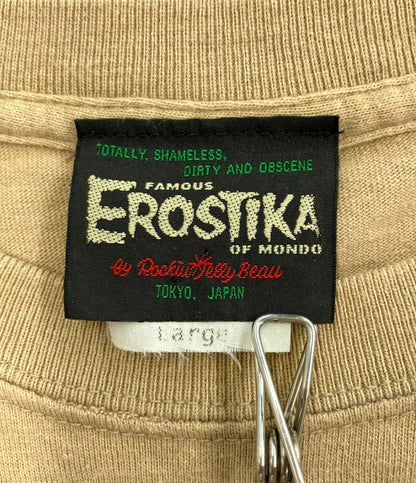 TOTALLY, SHAMELESS,
DIRTY AND OBSCENE
FAMOUS
EROSTIKA
OF MONDO
by Rockin' Jelly Bean
TOKYO, JAPAN
Large